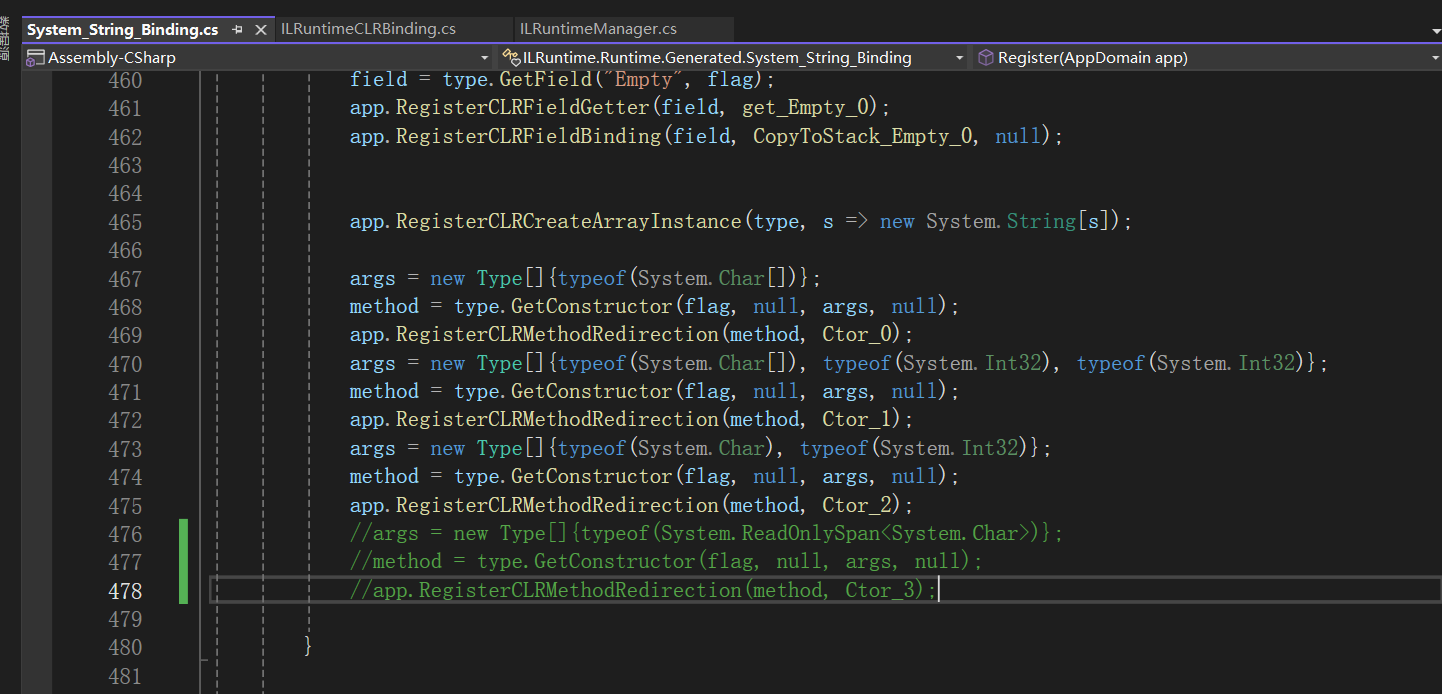 System_String_Binding.cs
ILRuntimeCLRBinding.cs
ILRuntimeManager.cs
Assembly-CSharp
ILRuntime.Runtime.Generated.System_String_Binding
Register(AppDomain app)
460 field = type.GetField("Empty", flag);
461 app.RegisterCLRFieldGetter(field, get_Empty_0);
462 app.RegisterCLRFieldBinding(field, CopyToStack_Empty_0, null);
463
464
465 app.RegisterCLRCreateArrayInstance(type, s => new System.String[s]);
466
467 args = new Type[]{typeof(System.Char[])};
468 method = type.GetConstructor(flag, null, args, null);
469 app.RegisterCLRMethodRedirection(method, Ctor_0);
470 args = new Type[]{typeof(System.Char[]), typeof(System.Int32), typeof(System.Int32)};
471 method = type.GetConstructor(flag, null, args, null);
472 app.RegisterCLRMethodRedirection(method, Ctor_1);
473 args = new Type[]{typeof(System.Char), typeof(System.Int32)};
474 method = type.GetConstructor(flag, null, args, null);
475 app.RegisterCLRMethodRedirection(method, Ctor_2);
476 //args = new Type[]{typeof(System.ReadOnlySpan<System.Char>)};
477 //method = type.GetConstructor(flag, null, args, null);
478 //app.RegisterCLRMethodRedirection(method, Ctor_3);
479
480 }
481